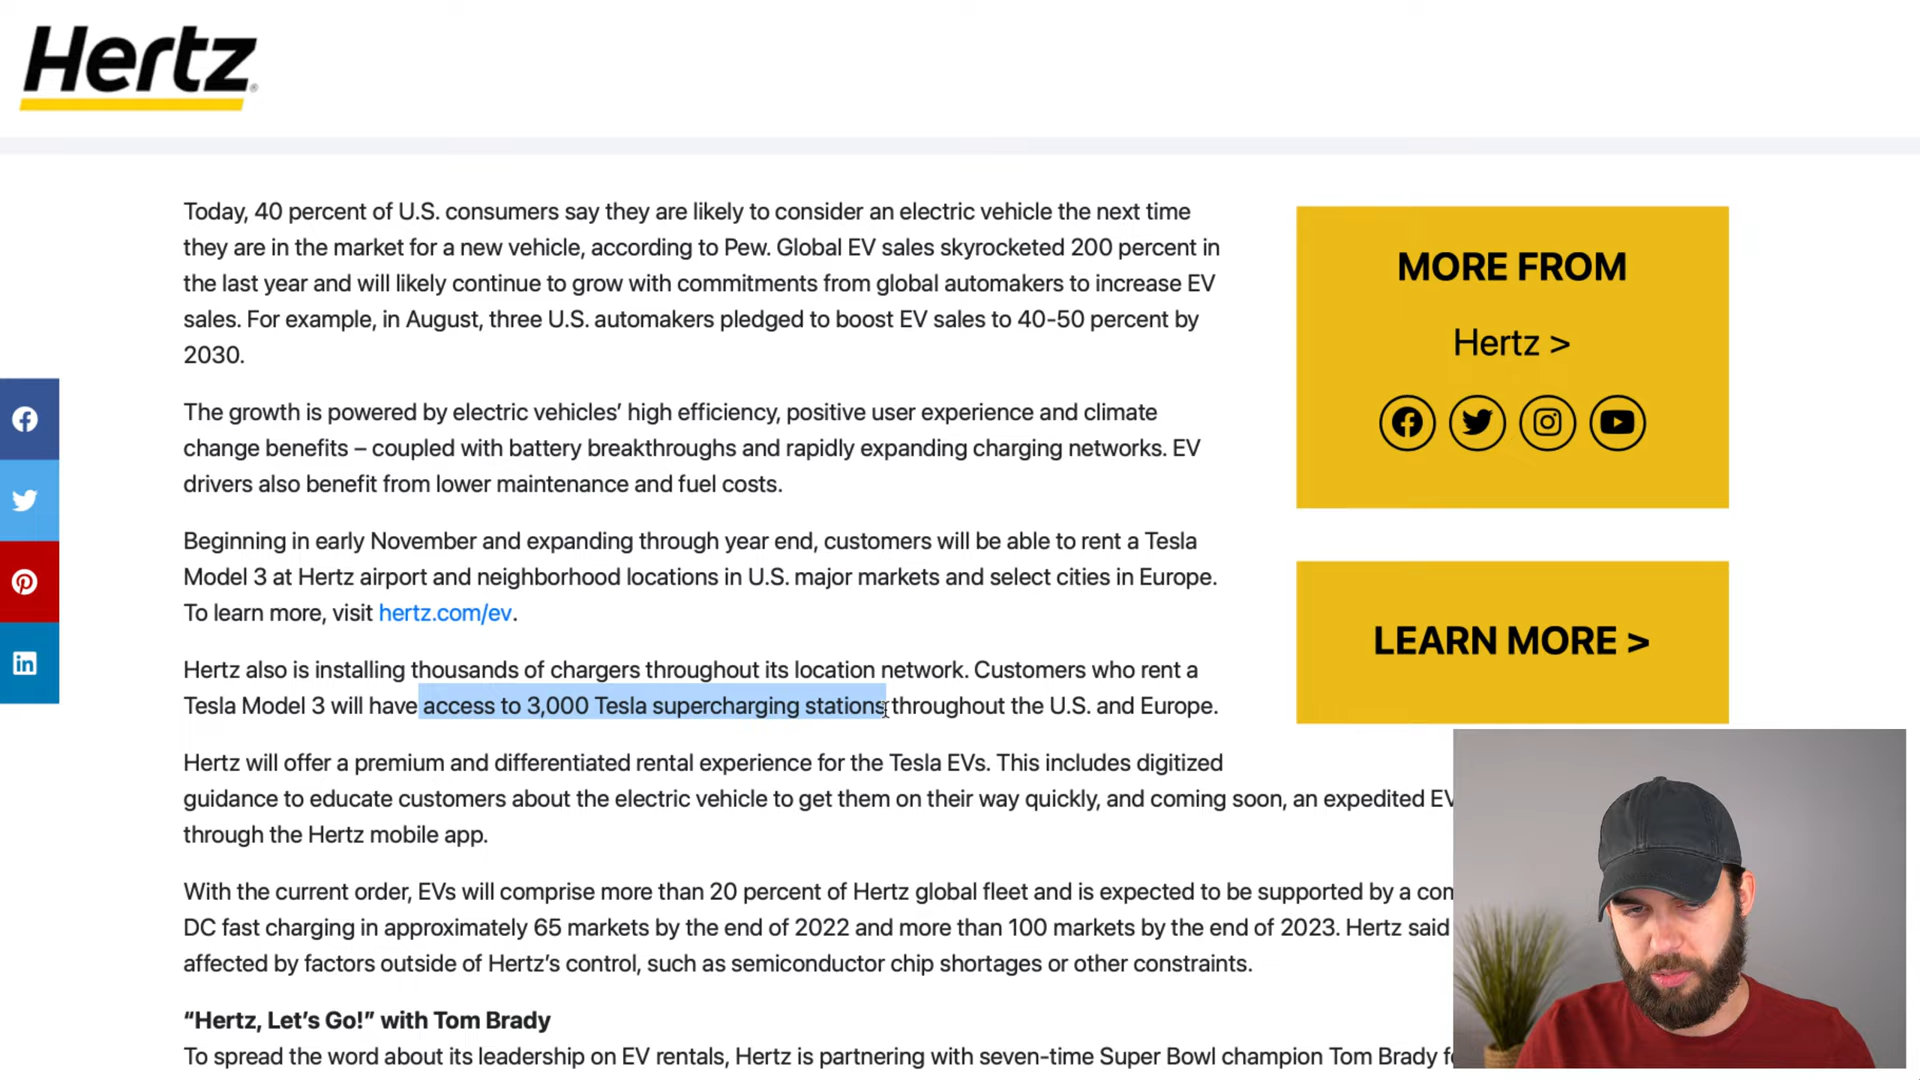 Hertz
Today, 40 percent of U.S. consumers say they are likely to consider an electric vehicle the next time
they are in the market for a new vehicle, according to Pew. Global EV sales skyrocketed 200 percent in
the last year and will likely continue to grow with commitments from global automakers to increase EV
sales. For example, in August, three U.S. automakers pledged to boost EV sales to 40-50 percent by
2030.
The growth is powered by electric vehicles’ high efficiency, positive user experience and climate
change benefits – coupled with battery breakthroughs and rapidly expanding charging networks. EV
drivers also benefit from lower maintenance and fuel costs.
Beginning in early November and expanding through year end, customers will be able to rent a Tesla
Model 3 at Hertz airport and neighborhood locations in U.S. major markets and select cities in Europe.
To learn more, visit hertz.com/ev.
Hertz also is installing thousands of chargers throughout its location network. Customers who rent a
Tesla Model 3 will have access to 3,000 Tesla supercharging stations throughout the U.S. and Europe.
Hertz will offer a premium and differentiated rental experience for the Tesla EVs. This includes digitized
guidance to educate customers about the electric vehicle to get them on their way quickly, and coming soon, an expedited EV
through the Hertz mobile app.
With the current order, EVs will comprise more than 20 percent of Hertz global fleet and is expected to be supported by a
DC fast charging in approximately 65 markets by the end of 2022 and more than 100 markets by the end of 2023. Hertz said
affected by factors outside of Hertz’s control, such as semiconductor chip shortages or other constraints.
“Hertz, Let’s Go!” with Tom Brady
To spread the word about its leadership on EV rentals, Hertz is partnering with seven-time Super Bowl champion Tom Brady
MORE FROM
Hertz >
LEARN MORE >